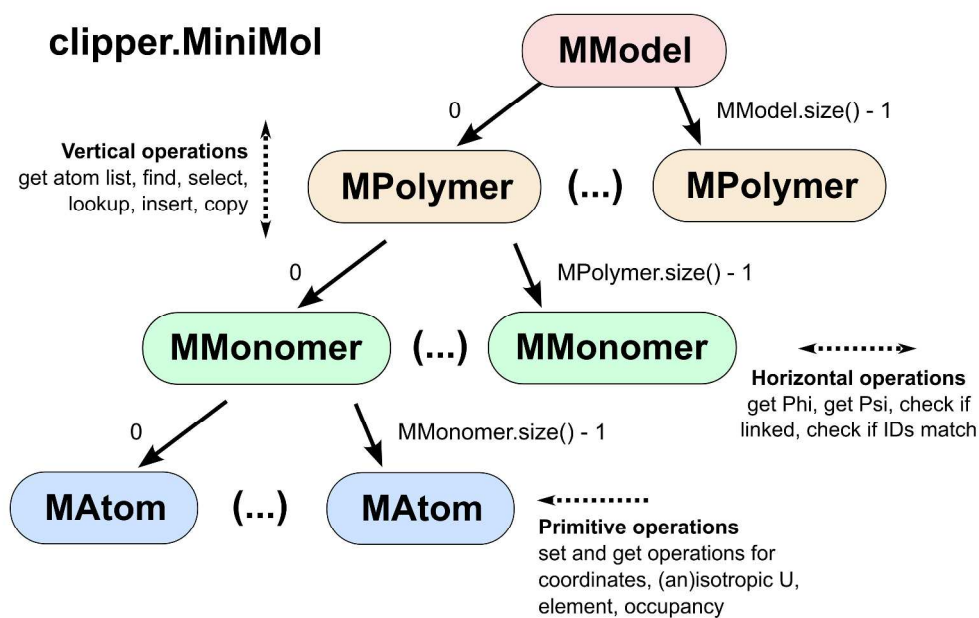 clipper.MiniMol
MModel
0
MModel.size() - 1
Vertical operations
get atom list, find, select,
lookup, insert, copy
MPolymer
(...)
MPolymer
0
MPolymer.size() - 1
MMonomer
(...)
MMonomer
Horizontal operations
get Phi, get Psi, check if
linked, check if IDs match
0
MMonomer.size() - 1
MAtom
(...)
MAtom
Primitive operations
set and get operations for
coordinates, (an)isotropic U,
element, occupancy